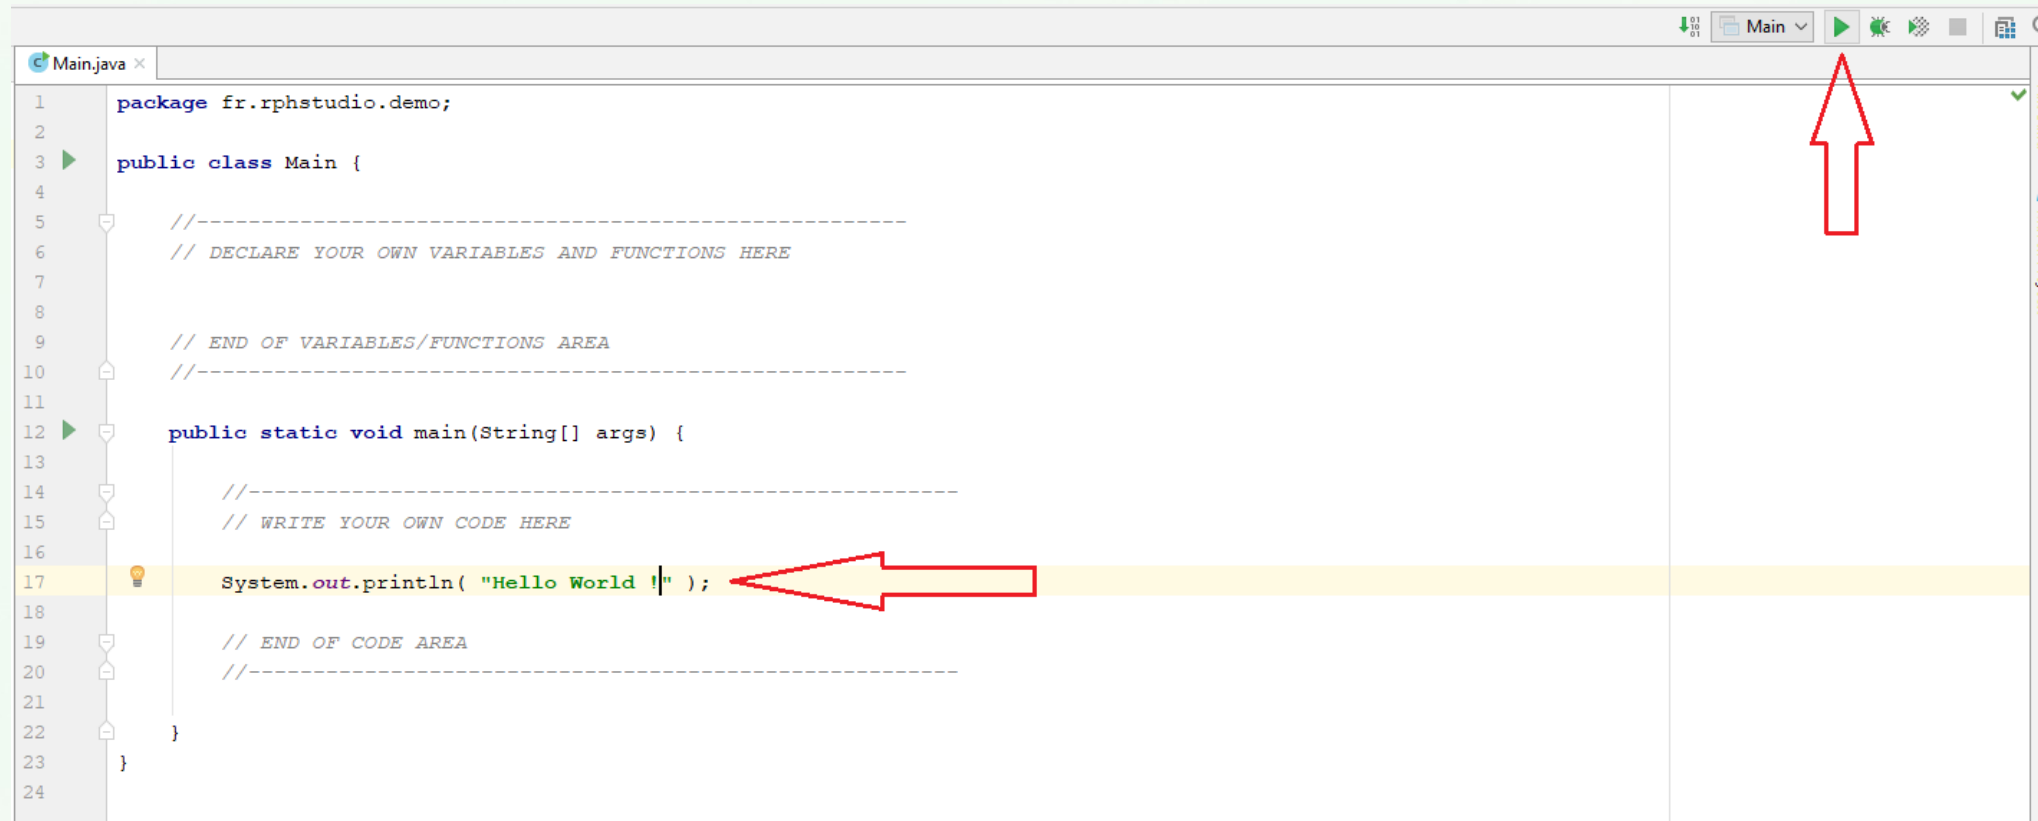 Main
Main.java
1 package fr.rphstudio.demo;
2
3 public class Main {
4
5 //-------------------------------------------------------
6 // DECLARE YOUR OWN VARIABLES AND FUNCTIONS HERE
7
8
9 // END OF VARIABLES/FUNCTIONS AREA
10 //-------------------------------------------------------
11
12 public static void main(String[] args) {
13
14 //-------------------------------------------------------
15 // WRITE YOUR OWN CODE HERE
16
17 System.out.println( "Hello World !" );
18
19 // END OF CODE AREA
20 //-------------------------------------------------------
21
22 }
23 }
24